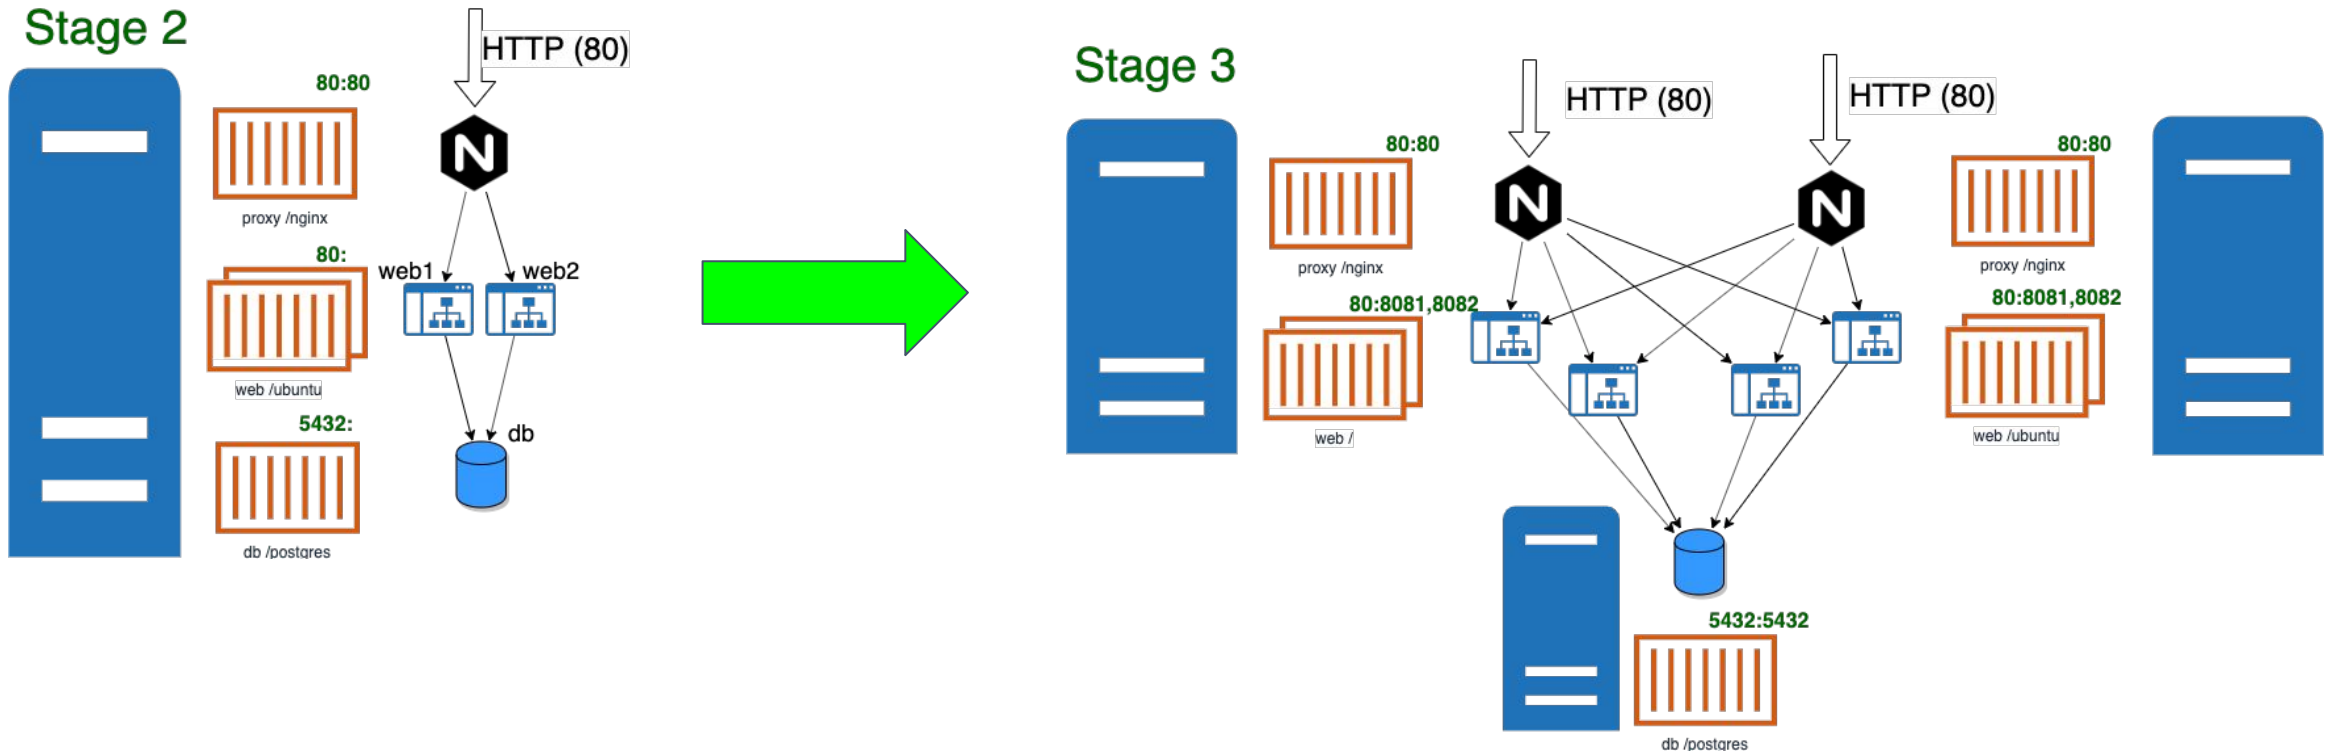 Stage 2
HTTP (80)
80:80
N
proxy /nginx
80:
web1
web2
web /ubuntu
5432:
db
db /postgres
Stage 3
HTTP (80)
HTTP (80)
80:80
80:80
N
N
proxy /nginx
proxy /nginx
80:8081,8082
80:8081,8082
web /
web /ubuntu
5432:5432
db /postgres